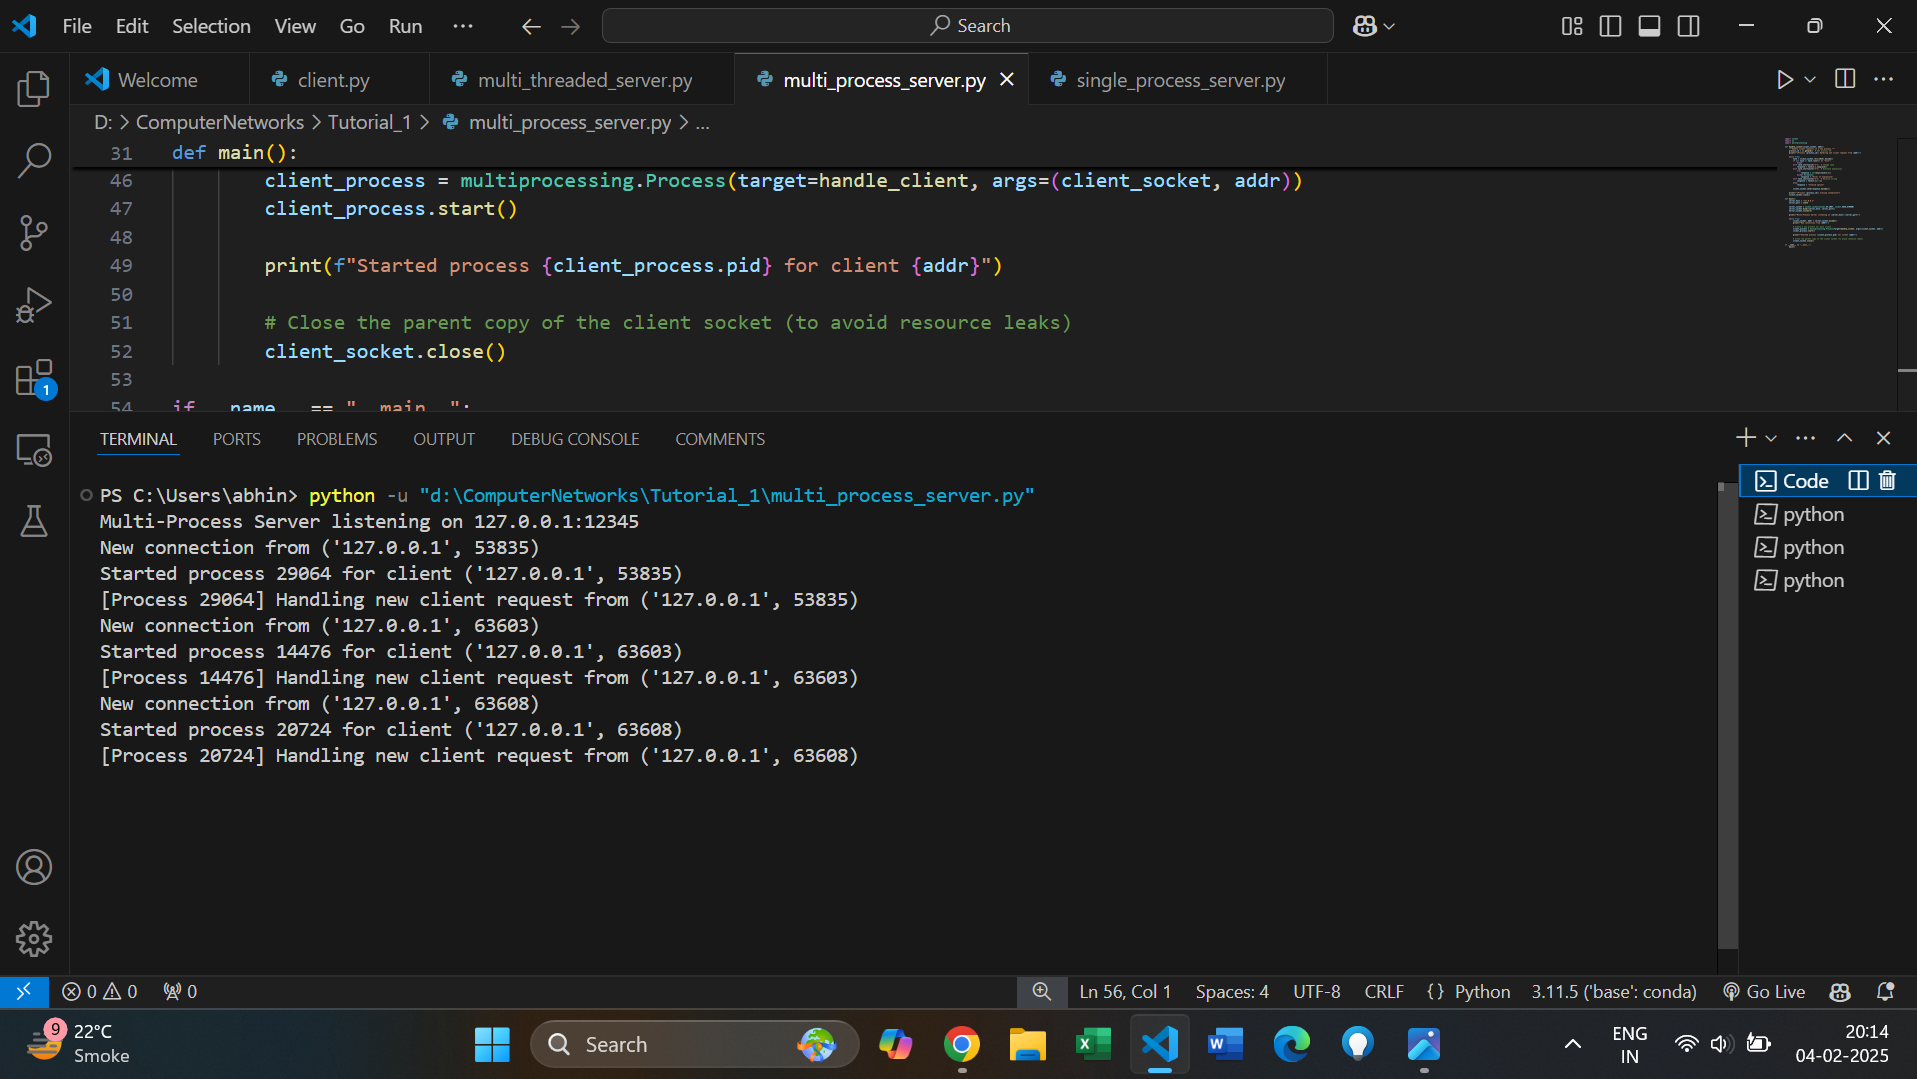 File Edit Selection View Go Run ··· Search
Welcome client.py multi_threaded_server.py multi_process_server.py single_process_server.py
D: > ComputerNetworks > Tutorial_1 > multi_process_server.py > ...
31 def main():
46 client_process = multiprocessing.Process(target=handle_client, args=(client_socket, addr))
47 client_process.start()
48
49 print(f"Started process {client_process.pid} for client {addr}")
50
51 # Close the parent copy of the client socket (to avoid resource leaks)
52 client_socket.close()
53
54 if __name__ == "__main__":
TERMINAL PORTS PROBLEMS OUTPUT DEBUG CONSOLE COMMENTS
PS C:\Users\abhin> python -u "d:\ComputerNetworks\Tutorial_1\multi_process_server.py"
Multi-Process Server listening on 127.0.0.1:12345
New connection from ('127.0.0.1', 53835)
Started process 29064 for client ('127.0.0.1', 53835)
[Process 29064] Handling new client request from ('127.0.0.1', 53835)
New connection from ('127.0.0.1', 63603)
Started process 14476 for client ('127.0.0.1', 63603)
[Process 14476] Handling new client request from ('127.0.0.1', 63603)
New connection from ('127.0.0.1', 63608)
Started process 20724 for client ('127.0.0.1', 63608)
[Process 20724] Handling new client request from ('127.0.0.1', 63608)
Code
python
python
python
1
0 0 0 Ln 56, Col 1 Spaces: 4 UTF-8 CRLF {} Python 3.11.5 ('base': conda) Go Live
9 22°C
Smoke
Search
ENG
IN
20:14
04-02-2025